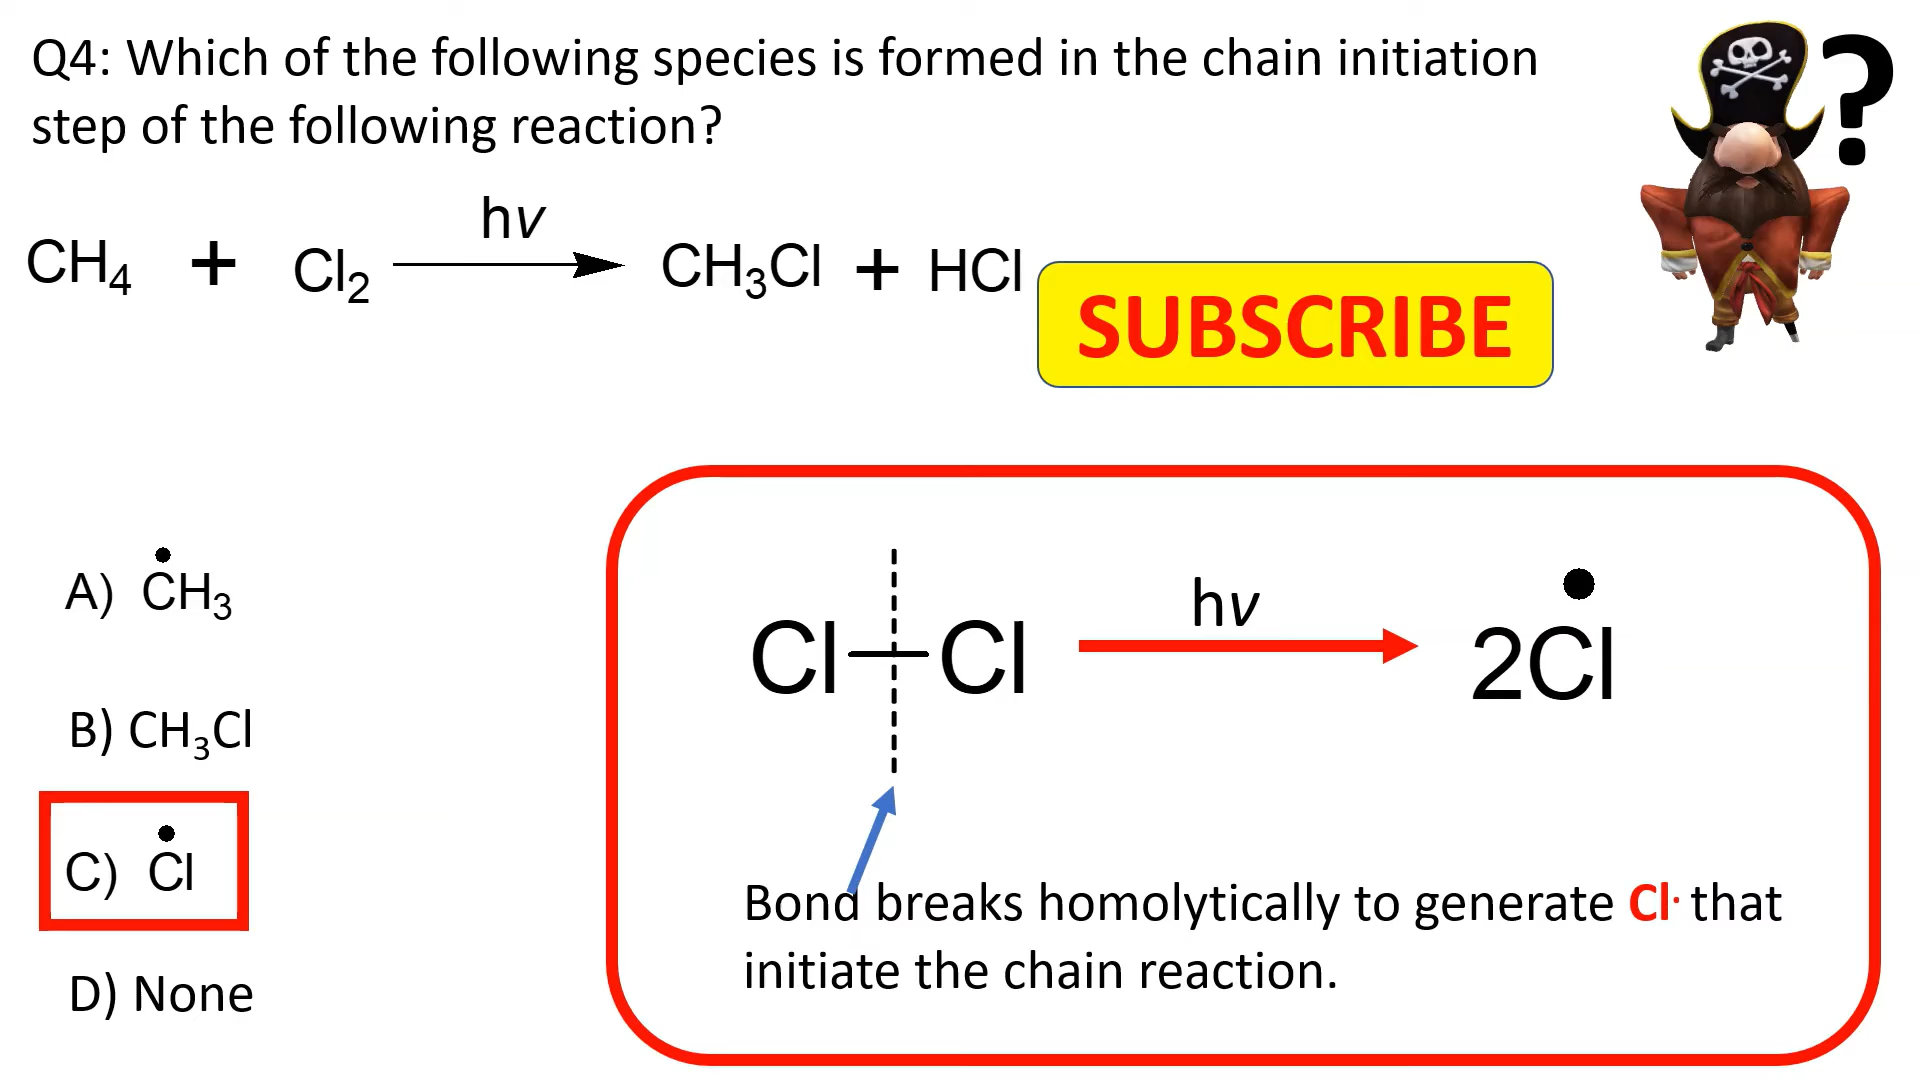 Q4: Which of the following species is formed in the chain initiation
step of the following reaction?
?
hv
CH₄ + Cl₂ CH₃Cl + HCl
SUBSCRIBE
A) ĊH₃
B) CH₃Cl
C) Ċl
D) None
Cl Cl hv 2Ċl
Bond breaks homolytically to generate Cl· that
initiate the chain reaction.